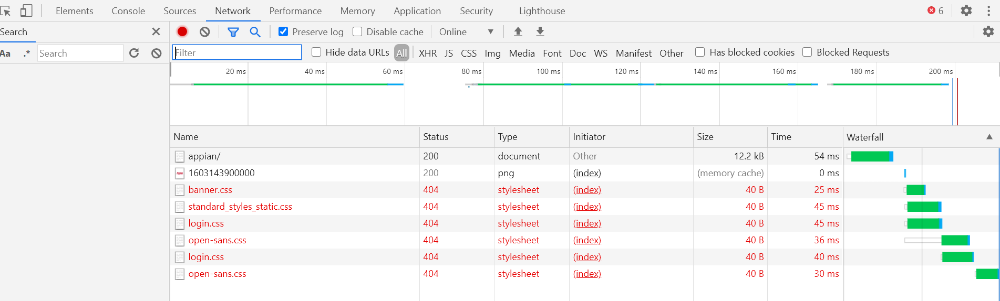 Elements Console Sources Network Performance Memory Application Security Lighthouse 6
Search
Preserve log Disable cache Online
Aa .* Search
Filter Hide data URLs All XHR JS CSS Img Media Font Doc WS Manifest Other Has blocked cookies Blocked Requests
20 ms 40 ms 60 ms 80 ms 100 ms 120 ms 140 ms 160 ms 180 ms 200 ms
Name Status Type Initiator Size Time Waterfall
appian/ 200 document Other 12.2 kB 54 ms
1603143900000 200 png (index) (memory cache) 0 ms
banner.css 404 stylesheet (index) 40 B 25 ms
standard_styles_static.css 404 stylesheet (index) 40 B 45 ms
login.css 404 stylesheet (index) 40 B 45 ms
open-sans.css 404 stylesheet (index) 40 B 36 ms
login.css 404 stylesheet (index) 40 B 40 ms
open-sans.css 404 stylesheet (index) 40 B 30 ms